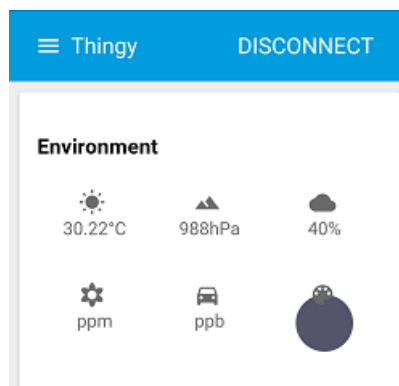 Thingy DISCONNECT
Environment
30.22°C 988hPa 40%
ppm ppb